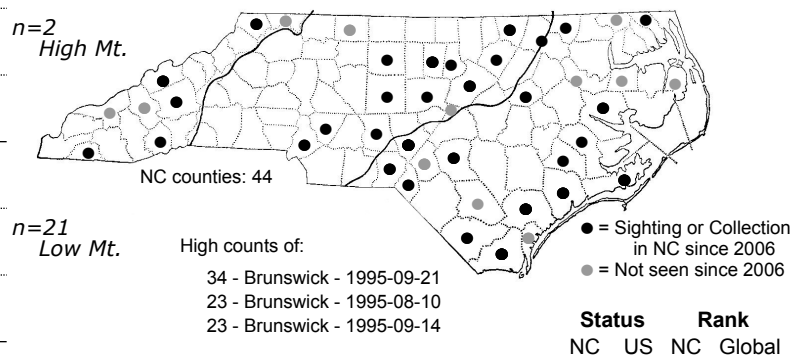 n=2
High Mt.
NC counties: 44
n=21
Low Mt.
High counts of:
34 - Brunswick - 1995-09-21
23 - Brunswick - 1995-08-10
23 - Brunswick - 1995-09-14
● = Sighting or Collection
in NC since 2006
● = Not seen since 2006
Status Rank
NC US NC Global